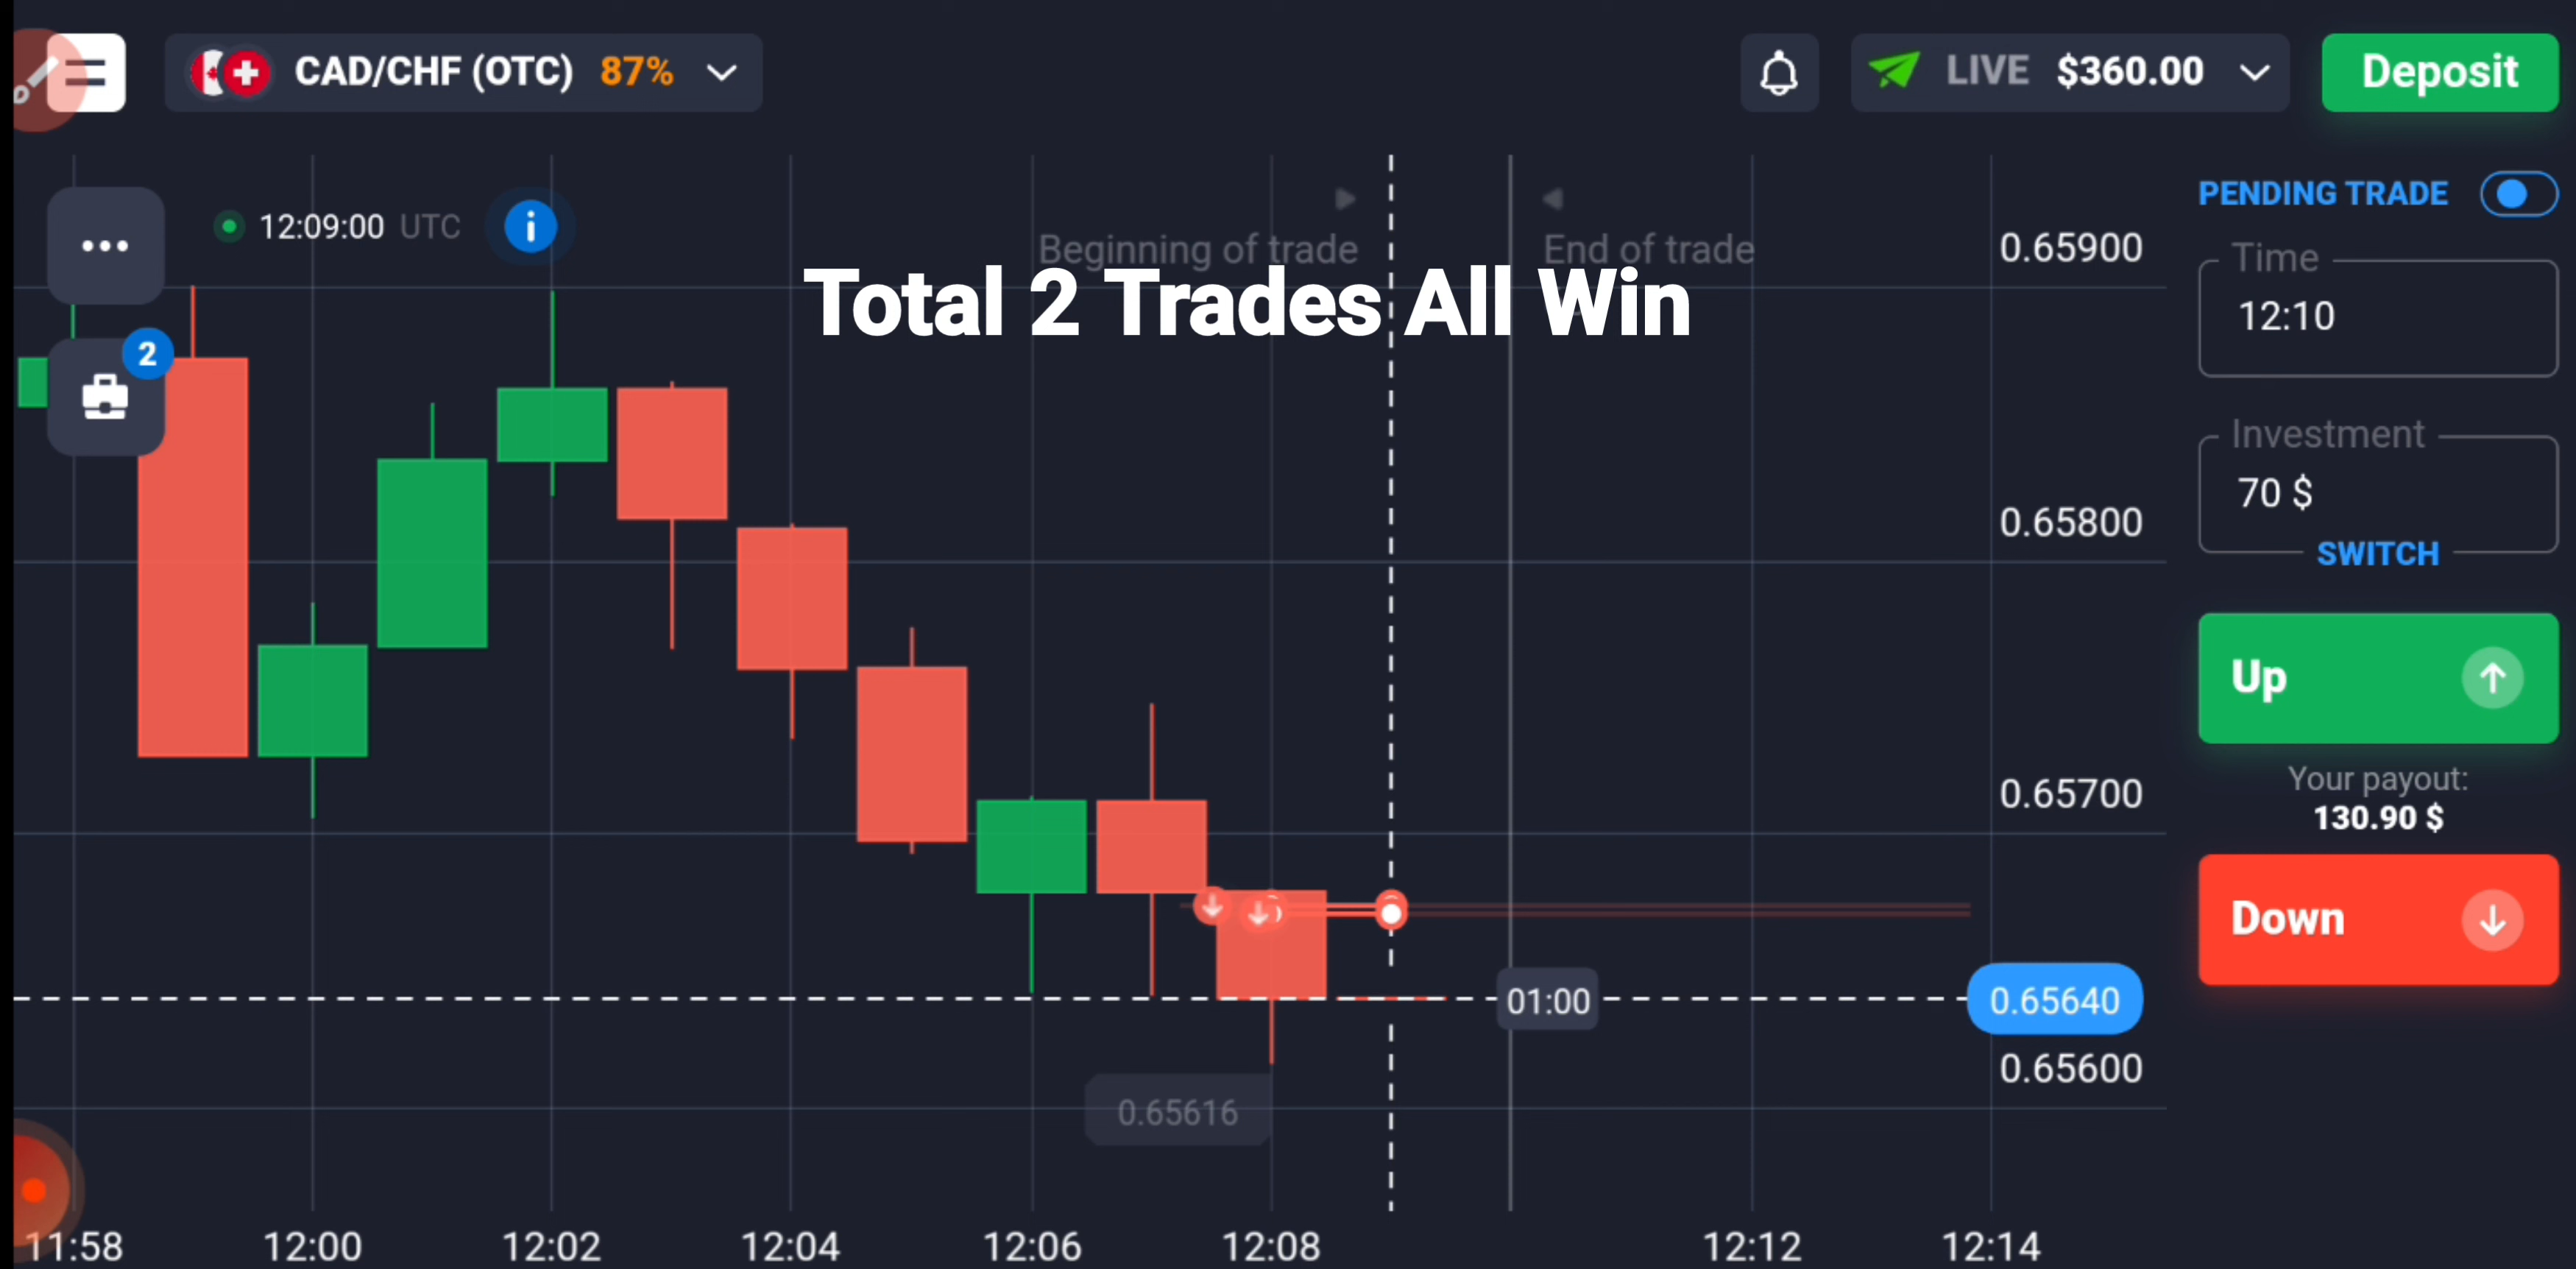 CAD/CHF (OTC) 87%
LIVE $360.00
Deposit
12:09:00 UTC
Beginning of trade
End of trade
Total 2 Trades All Win
2
0.65900
0.65800
0.65700
0.65640
0.65600
01:00
0.65616
11:58
12:00
12:02
12:04
12:06
12:08
12:12
12:14
PENDING TRADE
Time
12:10
Investment
70 $
SWITCH
Up
Your payout:
130.90 $
Down